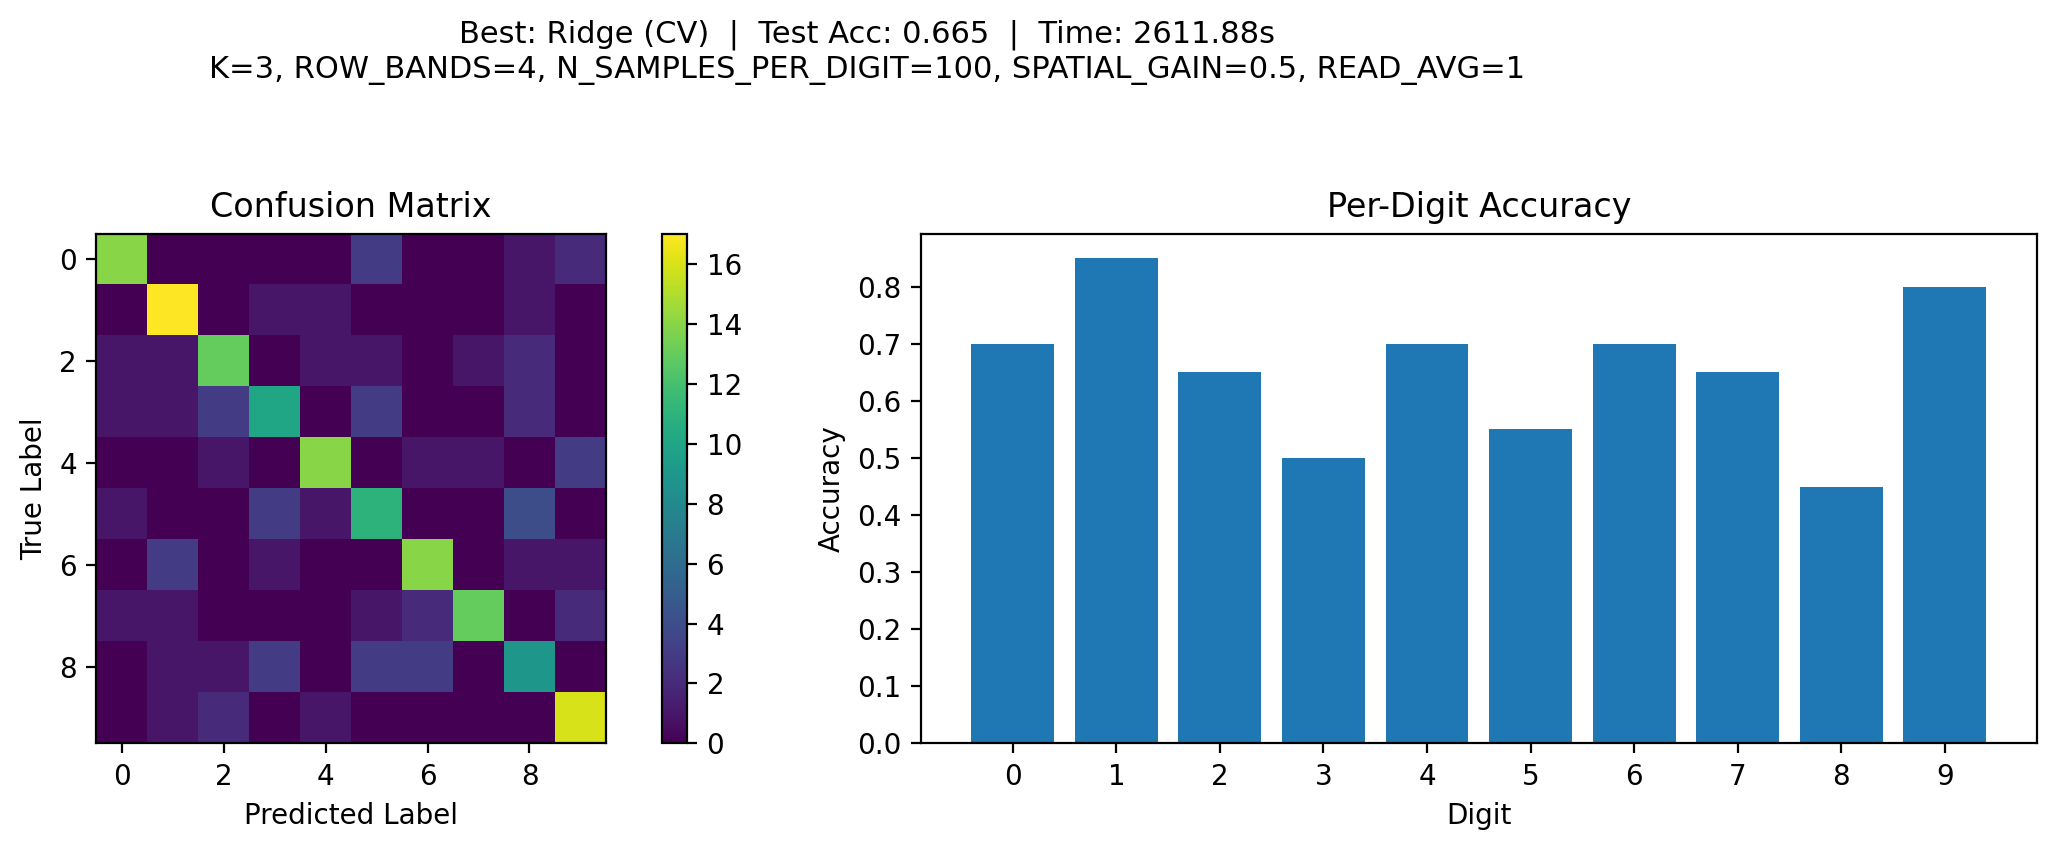 Best: Ridge (CV)  |  Test Acc: 0.665  |  Time: 2611.88s
K=3, ROW_BANDS=4, N_SAMPLES_PER_DIGIT=100, SPATIAL_GAIN=0.5, READ_AVG=1
Confusion Matrix
True Label
0
2
4
6
8
0 2 4 6 8
Predicted Label
16
14
12
10
8
6
4
2
0
Per-Digit Accuracy
Accuracy
0.8
0.7
0.6
0.5
0.4
0.3
0.2
0.1
0.0
0 1 2 3 4 5 6 7 8 9
Digit